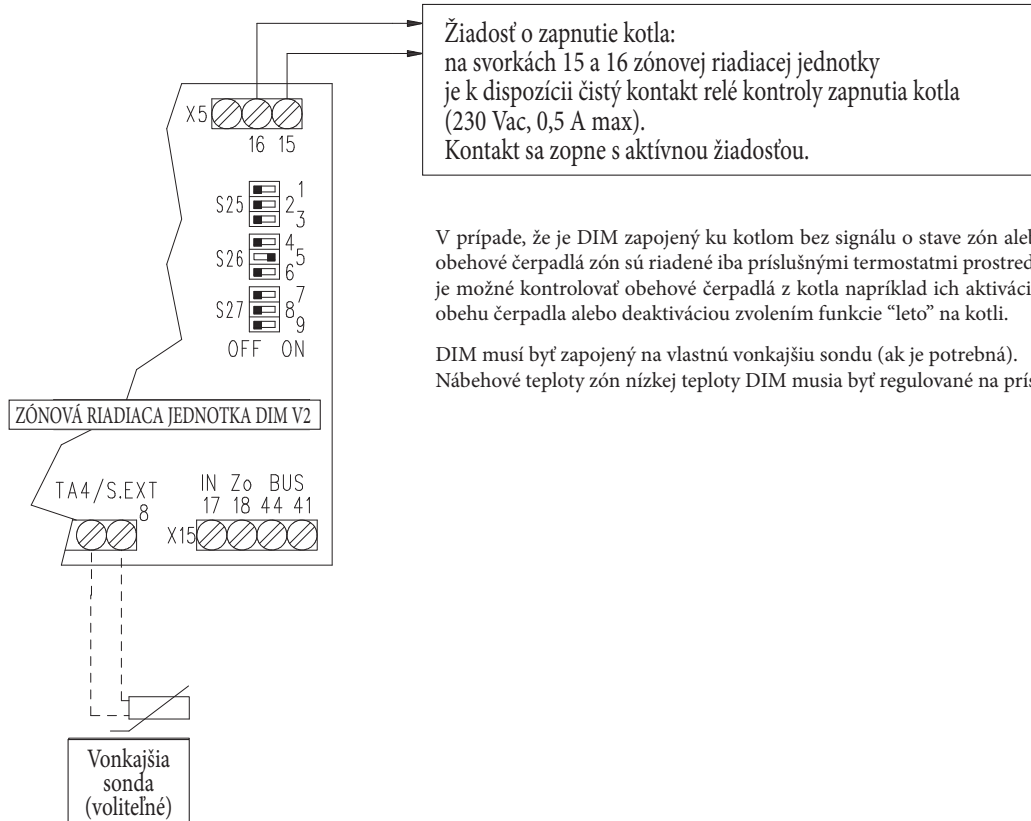 Žiadosť o zapnutie kotla:
na svorkách 15 a 16 zónovej riadiacej jednotky
je k dispozícii čistý kontakt relé kontroly zapnutia kotla
(230 Vac, 0,5 A max).
Kontakt sa zopne s aktívnou žiadosťou.
X5
16 15
S25
1
2
3
S26
4
5
6
S27
7
8
9
OFF ON
V prípade, že je DIM zapojený ku kotlom bez signálu o stave zón
obehové čerpadlá zón sú riadené iba príslušnými termostatmi
je možné kontrolovať obehové čerpadlá z kotla napríklad ich
obehu čerpadla alebo deaktiváciou zvolením funkcie “leto” na kotli.
DIM musí byť zapojený na vlastnú vonkajšiu sondu (ak je potrebná).
Nábehové teploty zón nízkej teploty DIM musia byť regulované na
ZÓNOVÁ RIADIACA JEDNOTKA DIM V2
TA4/S.EXT
8
IN Zo BUS
17 18 44 41
X15
Vonkajšia
sonda
(voliteľné)